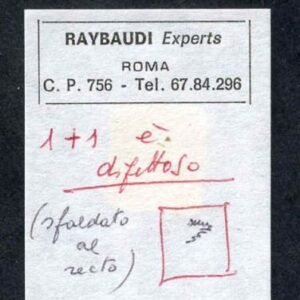 RAYBAUDI Experts
ROMA
C. P. 756 - Tel. 67.84.296
1 + 1 è
difettoso
(sfaldato
al
recto)